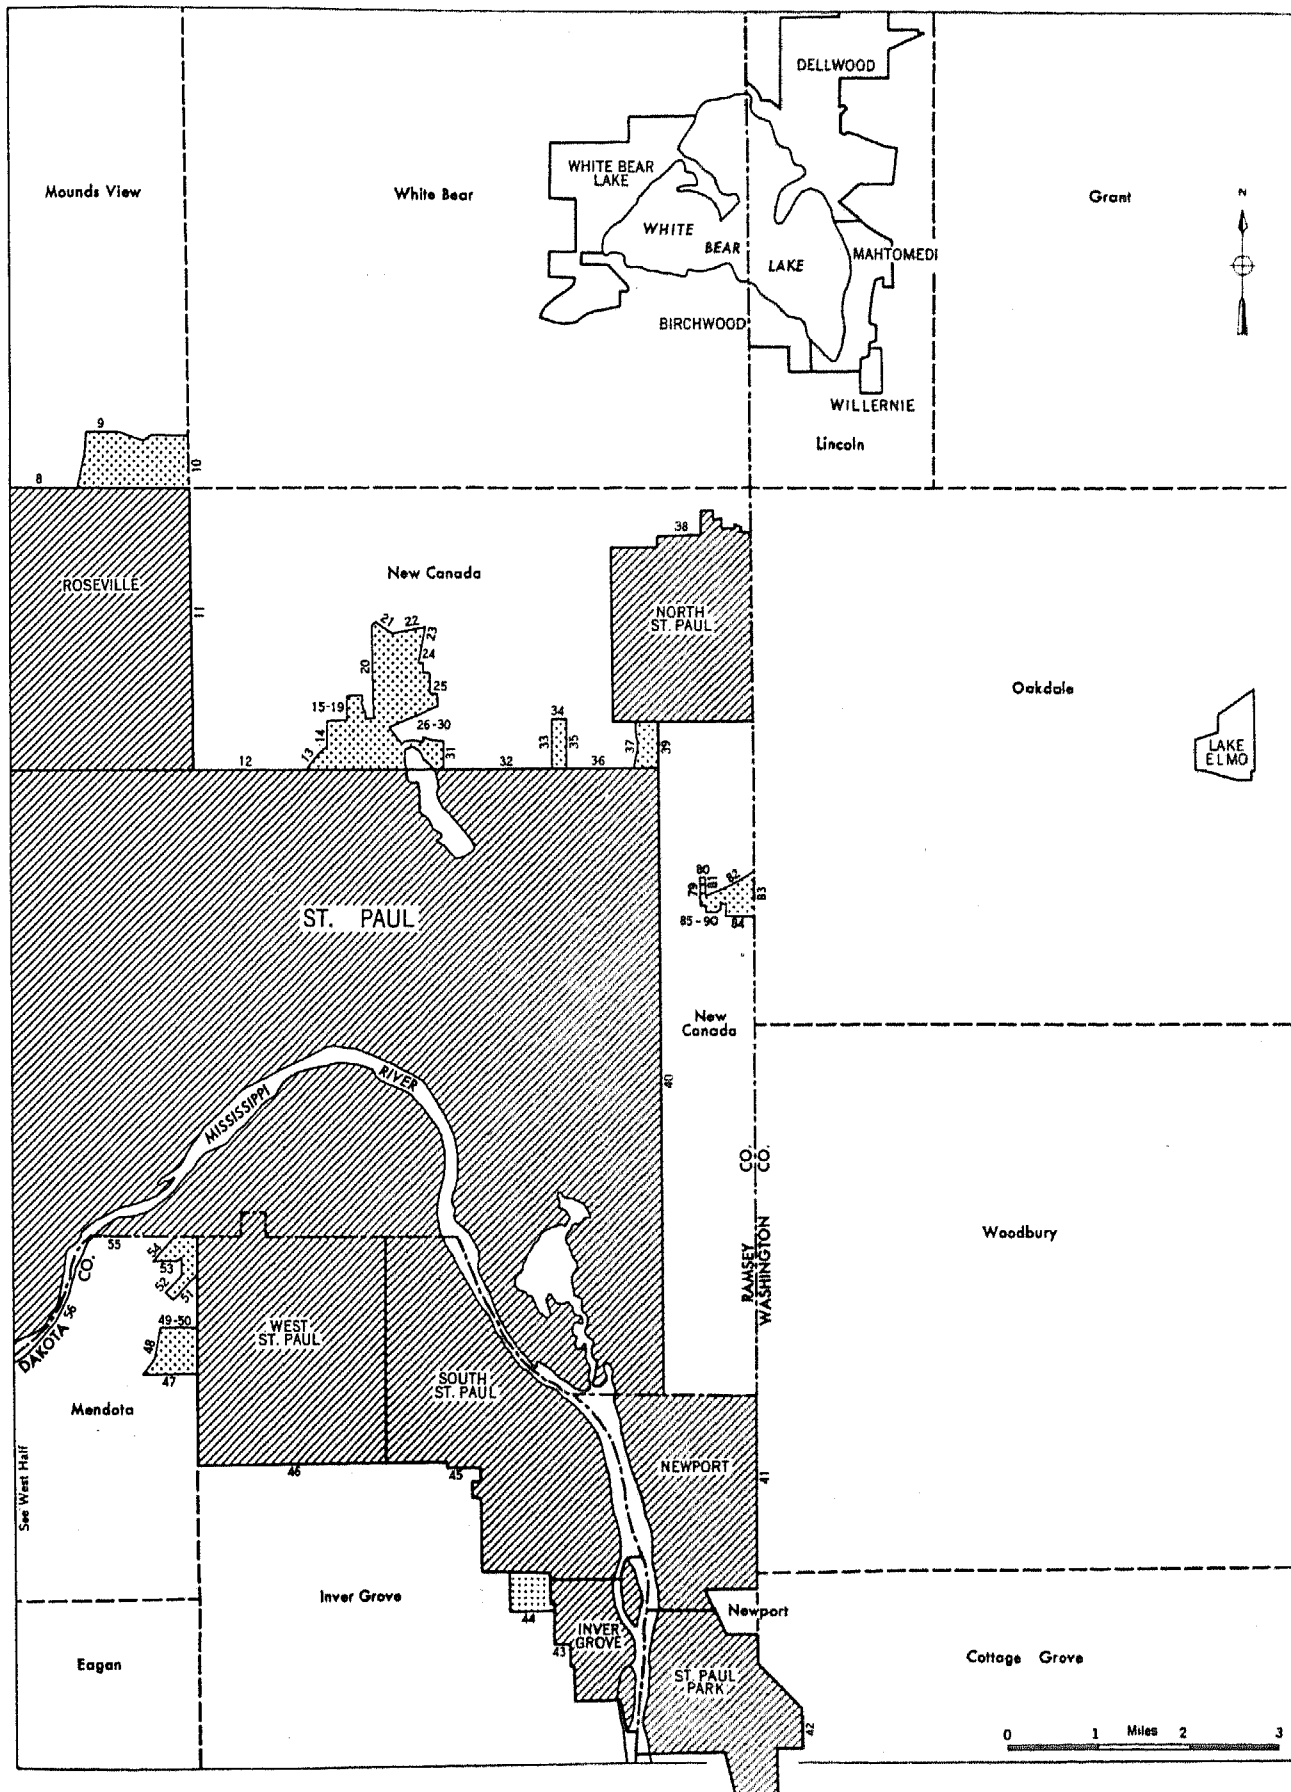 DELLWOOD
WHITE BEAR
LAKE
Mounds View
White Bear
Grant
N
WHITE
BEAR
LAKE
MAHTOMEDI
BIRCHWOOD
WILLERNIE
Lincoln
9
8
10
38
ROSEVILLE
New Canada
11
NORTH
ST. PAUL
21
22
23
24
20
25
15-19
14
13
26-30
31
12
32
33
34
35
36
37
39
Oakdale
LAKE
ELMO
80
79
81
82
83
85-90
84
ST. PAUL
New
Canada
MISSISSIPPI
RIVER
40
RAMSEY CO.
WASHINGTON CO.
Woodbury
55
54
53
52
51
DAKOTA CO.
56
49-50
48
47
WEST
ST. PAUL
SOUTH
ST. PAUL
Mendota
See West Half
46
45
NEWPORT
41
Inver Grove
44
INVER
GROVE
43
Newport
Eagan
ST. PAUL
PARK
42
Cottage Grove
0 1 Miles 2 3